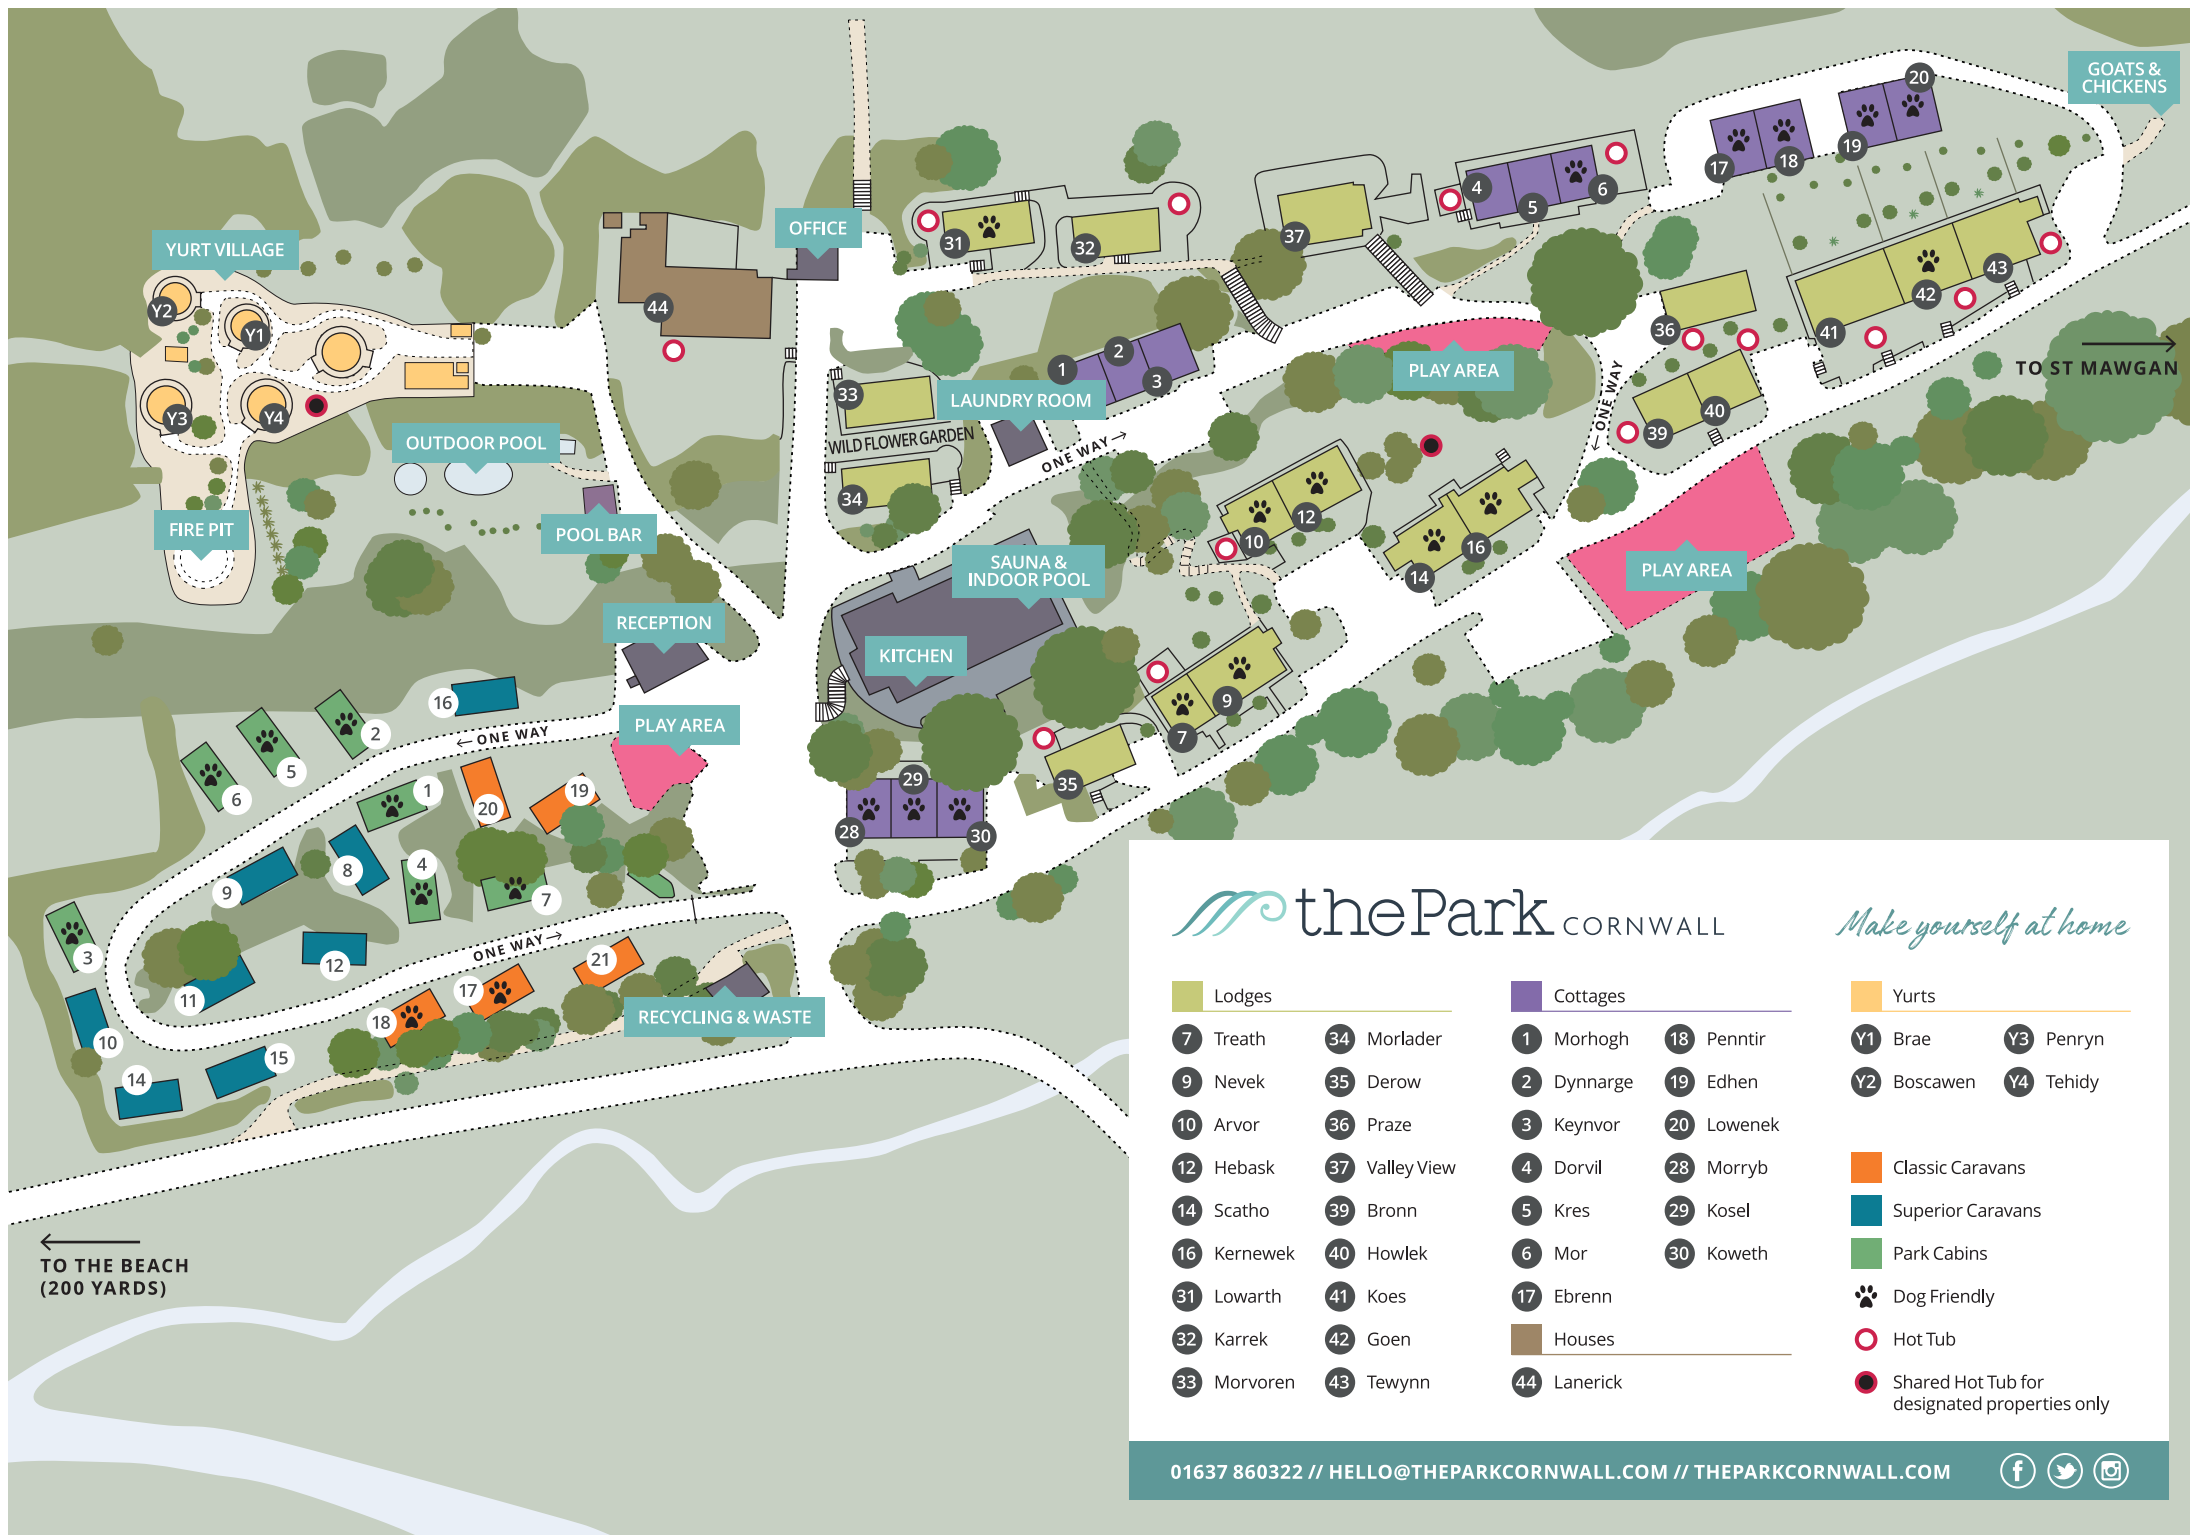 GOATS &
CHICKENS
20
19
17
18
OFFICE
YURT VILLAGE
4
5
6
31
32
37
43
42
41
36
Y2
Y1
Y3
Y4
44
TO ST MAWGAN
PLAY AREA
← ONE WAY
1
2
3
33
LAUNDRY ROOM
WILD FLOWER GARDEN
ONE WAY →
34
40
39
OUTDOOR POOL
POOL BAR
FIRE PIT
12
10
16
14
PLAY AREA
SAUNA &
INDOOR POOL
KITCHEN
RECEPTION
9
7
35
29
28
30
PLAY AREA
← ONE WAY
16
2
5
6
1
20
19
8
4
7
9
3
12
11
ONE WAY →
21
17
18
10
15
14
RECYCLING & WASTE
TO THE BEACH
(200 YARDS)
thePark CORNWALL
Make yourself at home
Lodges
7 Treath
9 Nevek
10 Arvor
12 Hebask
14 Scatho
16 Kernewek
31 Lowarth
32 Karrek
33 Morvoren
34 Morlader
35 Derow
36 Praze
37 Valley View
39 Bronn
40 Howlek
41 Koes
42 Goen
43 Tewynn
Cottages
1 Morhogh
2 Dynnarge
3 Keynvor
4 Dorvil
5 Kres
6 Mor
17 Ebrenn
18 Penntir
19 Edhen
20 Lowenek
28 Morryb
29 Kosel
30 Koweth
Houses
44 Lanerick
Yurts
Y1 Brae
Y2 Boscawen
Y3 Penryn
Y4 Tehidy
Classic Caravans
Superior Caravans
Park Cabins
Dog Friendly
Hot Tub
Shared Hot Tub for
designated properties only
01637 860322 // HELLO@THEPARKCORNWALL.COM // THEPARKCORNWALL.COM